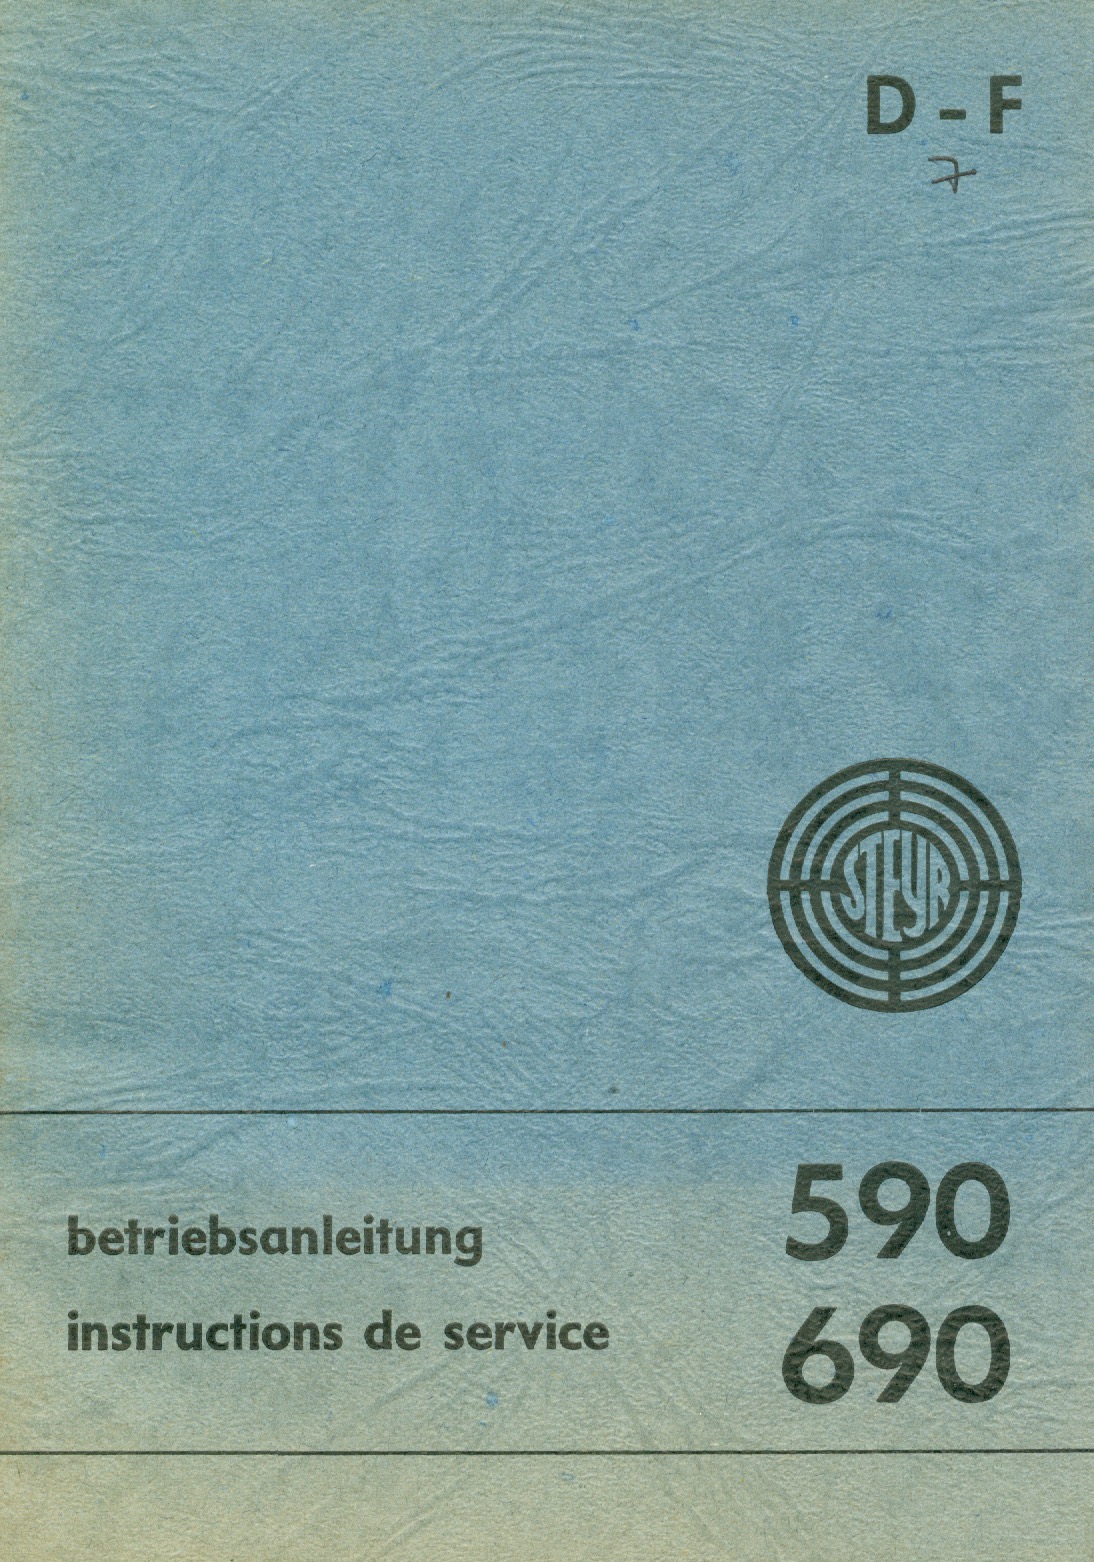 D - F
7
STEYR
590
betriebsanleitung
instructions de service
690